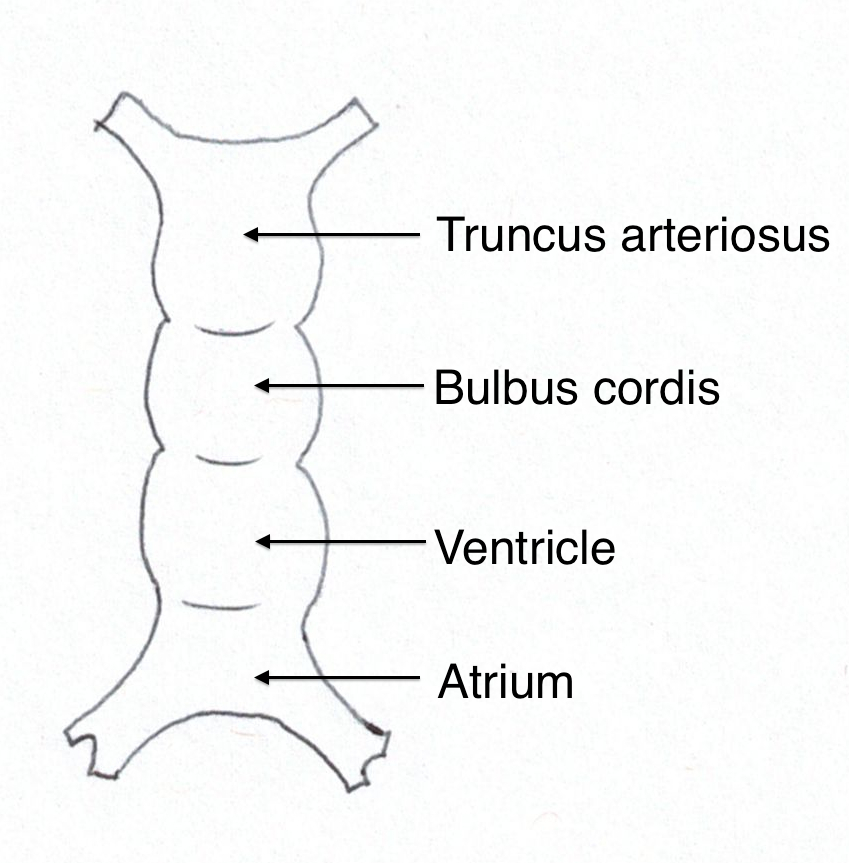 Truncus arteriosus
Bulbus cordis
Ventricle
Atrium